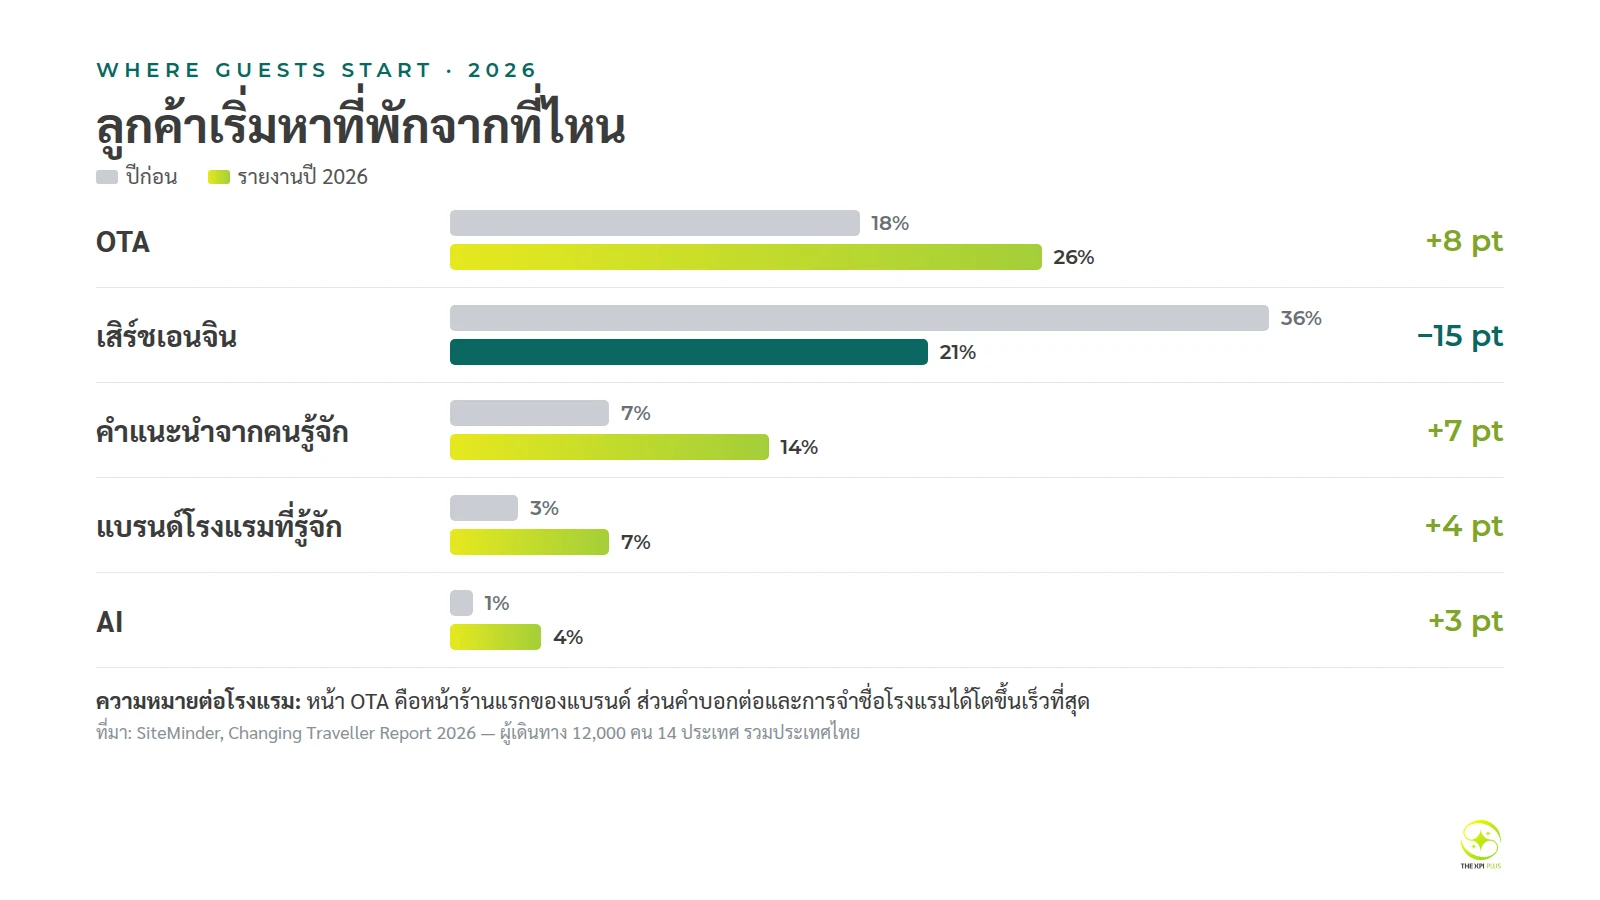 WHERE GUESTS START · 2026
ลูกค้าเริ่มหาที่พักจากที่ไหน
ปีก่อน รายงานปี 2026
18%
OTA +8 pt
26%
36%
เสิร์ชเอนจิน −15 pt
21%
7%
คำแนะนำจากคนรู้จัก +7 pt
14%
3%
แบรนด์โรงแรมที่รู้จัก +4 pt
7%
1%
AI +3 pt
4%
ความหมายต่อโรงแรม: หน้า OTA คือหน้าร้านแรกของแบรนด์ ส่วนคำบอกต่อและการจำชื่อโรงแรมได้โตขึ้นเร็วที่สุด
ที่มา: SiteMinder, Changing Traveller Report 2026 — ผู้เดินทาง 12,000 คน 14 ประเทศ รวมประเทศไทย
THE XPI PLUS